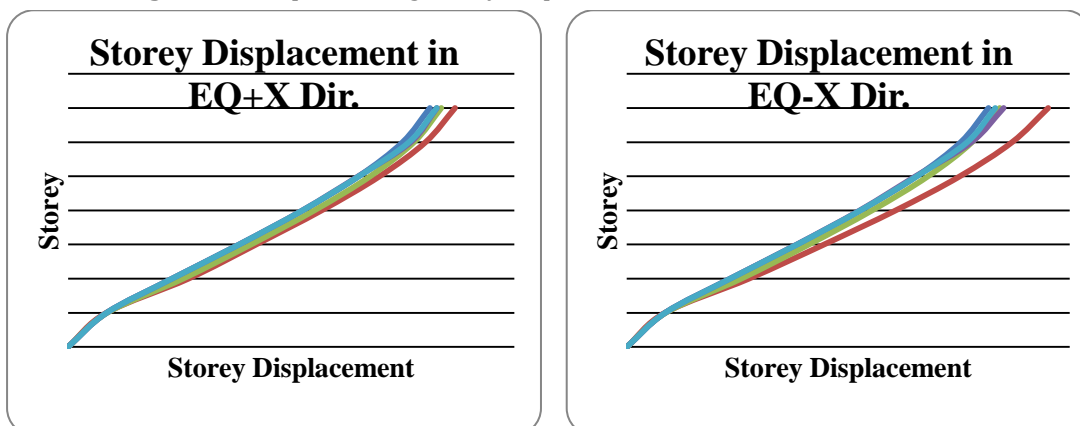 Storey Displacement in
EQ+X Dir.
Storey
Storey Displacement
Storey Displacement in
EQ-X Dir.
Storey
Storey Displacement